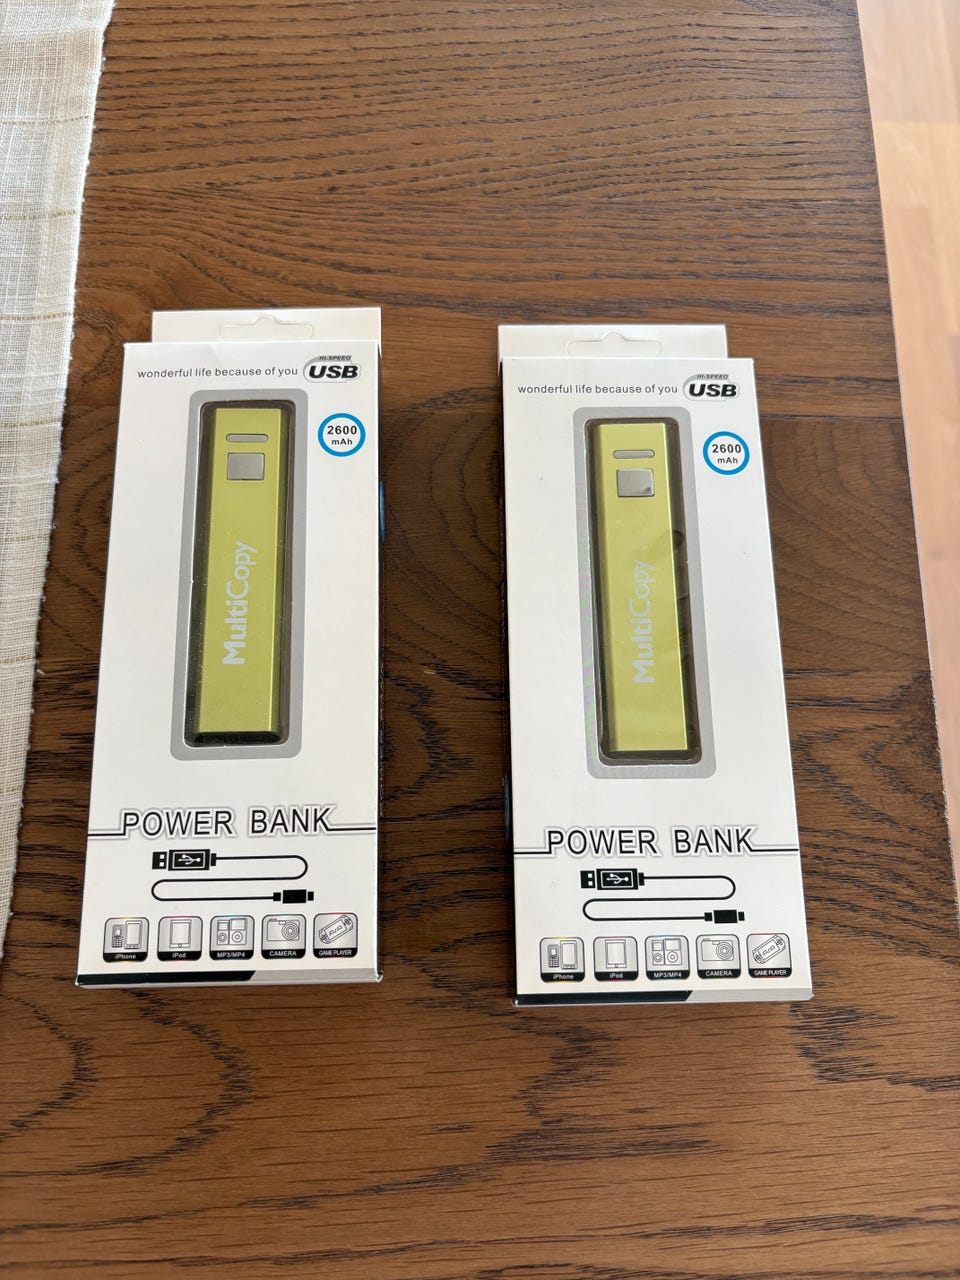 wonderful life because of you
HI-SPEED
USB
2600
mAh
MultiCopy
POWER BANK
iPhone
iPod
MP3/MP4
CAMERA
GAME PLAYER
wonderful life because of you
HI-SPEED
USB
2600
mAh
MultiCopy
POWER BANK
iPhone
iPod
MP3/MP4
CAMERA
GAME PLAYER